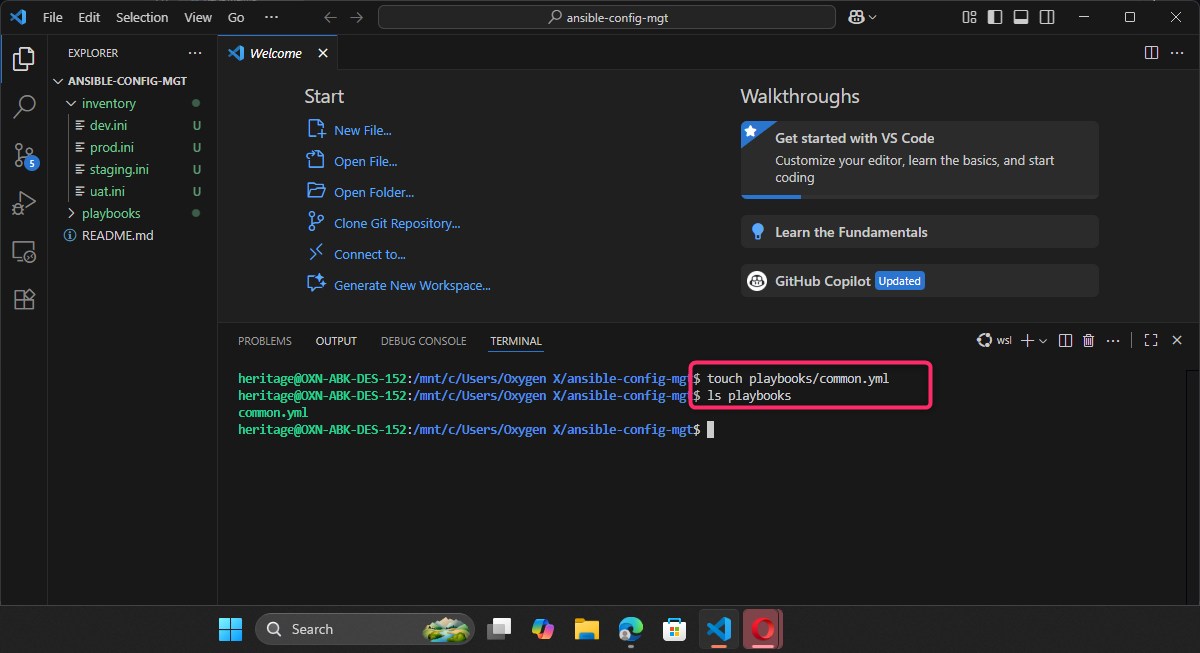 File Edit Selection View Go ···
ansible-config-mgt
EXPLORER
ANSIBLE-CONFIG-MGT
inventory
dev.ini U
prod.ini U
staging.ini U
uat.ini U
playbooks
README.md
5
Welcome
Start
New File...
Open File...
Open Folder...
Clone Git Repository...
Connect to...
Generate New Workspace...
Walkthroughs
Get started with VS Code
Customize your editor, learn the basics, and start
coding
Learn the Fundamentals
GitHub Copilot Updated
PROBLEMS OUTPUT DEBUG CONSOLE TERMINAL
wsl
heritage@OXN-ABK-DES-152:/mnt/c/Users/Oxygen X/ansible-config-mgt$ touch playbooks/common.yml
heritage@OXN-ABK-DES-152:/mnt/c/Users/Oxygen X/ansible-config-mgt$ ls playbooks
common.yml
heritage@OXN-ABK-DES-152:/mnt/c/Users/Oxygen X/ansible-config-mgt$
Search